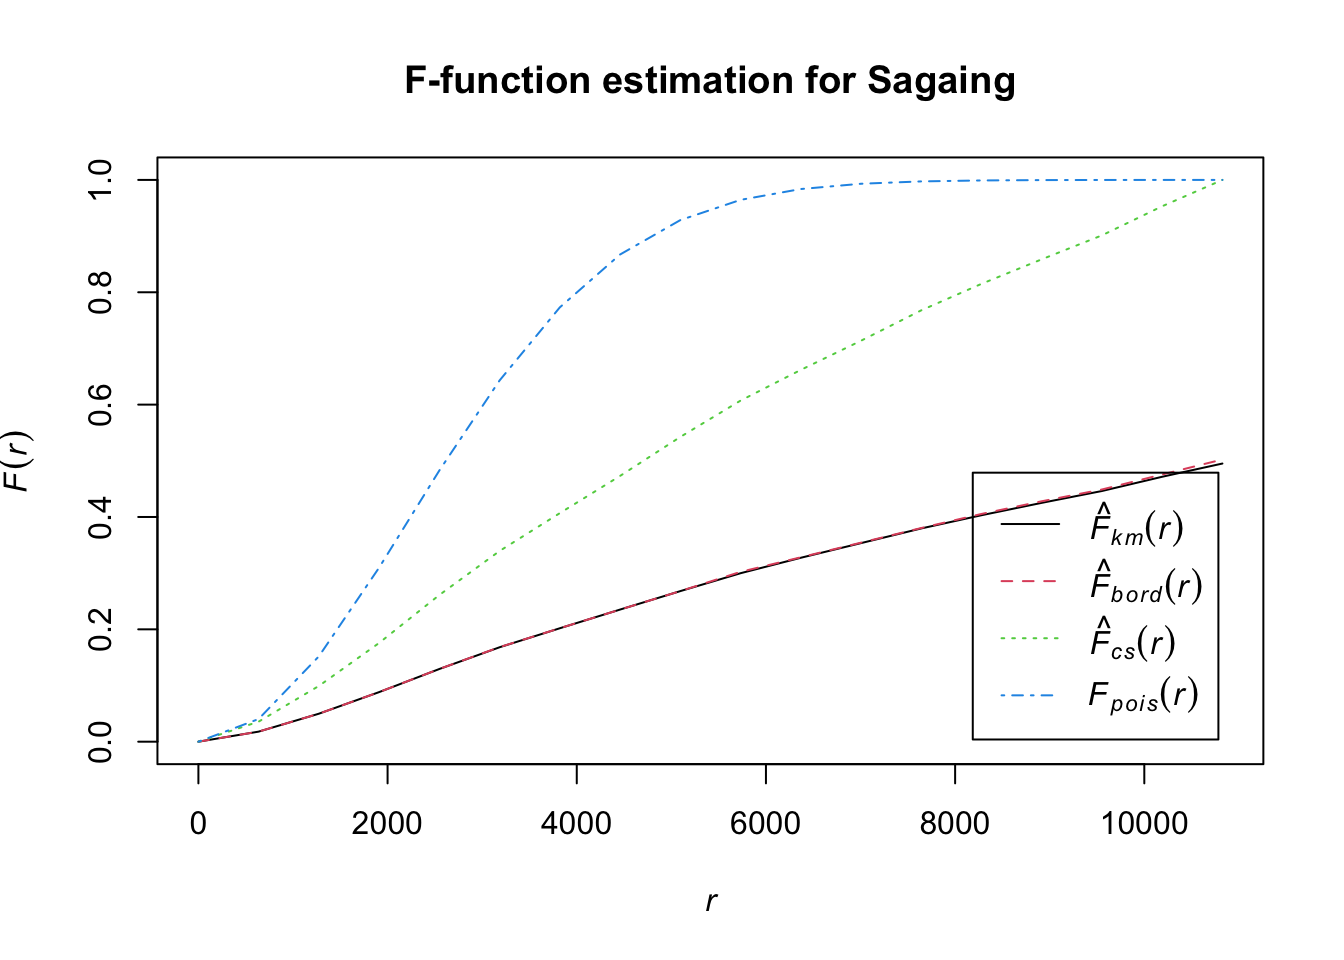 F-function estimation for Sagaing
F(r)
1.0
0.8
0.6
0.4
0.2
0.0
F̂km(r)
F̂bord(r)
F̂cs(r)
Fpois(r)
0 2000 4000 6000 8000 10000
r